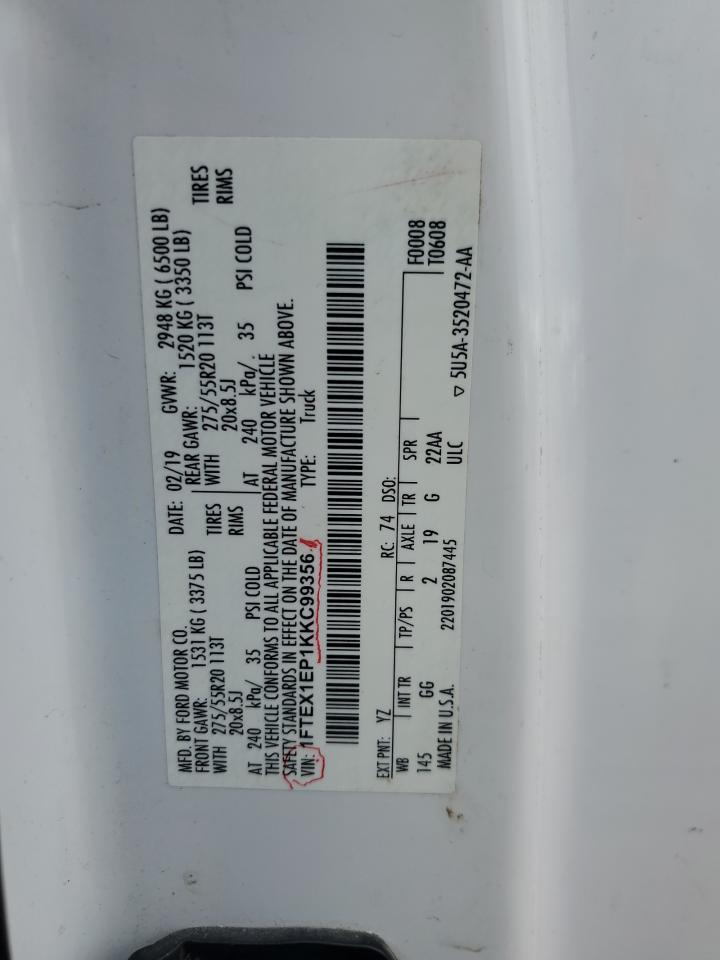 MFD. BY FORD MOTOR CO.
DATE: 02/19 GVWR: 2948 KG ( 6500 LB)
FRONT GAWR: 1531 KG ( 3375 LB) REAR GAWR: 1520 KG ( 3350 LB)
WITH 275/55R20 113T TIRES WITH 275/55R20 113T TIRES
20x8.5J RIMS 20x8.5J RIMS
AT 240 kPa/ 35 PSI COLD AT 240 kPa/ 35 PSI COLD
THIS VEHICLE CONFORMS TO ALL APPLICABLE FEDERAL MOTOR VEHICLE
SAFETY STANDARDS IN EFFECT ON THE DATE OF MANUFACTURE SHOWN ABOVE.
VIN: 1FTEX1EP1KKC99356 TYPE: Truck
EXT PNT: YZ RC: 74 DSO: F0008
WB INT TR TP/PS R AXLE TR SPR T0608
145 GG 2 19 G 22AA
MADE IN U.S.A. 2201902087445 ULC ▽ 5U5A-3520472-AA